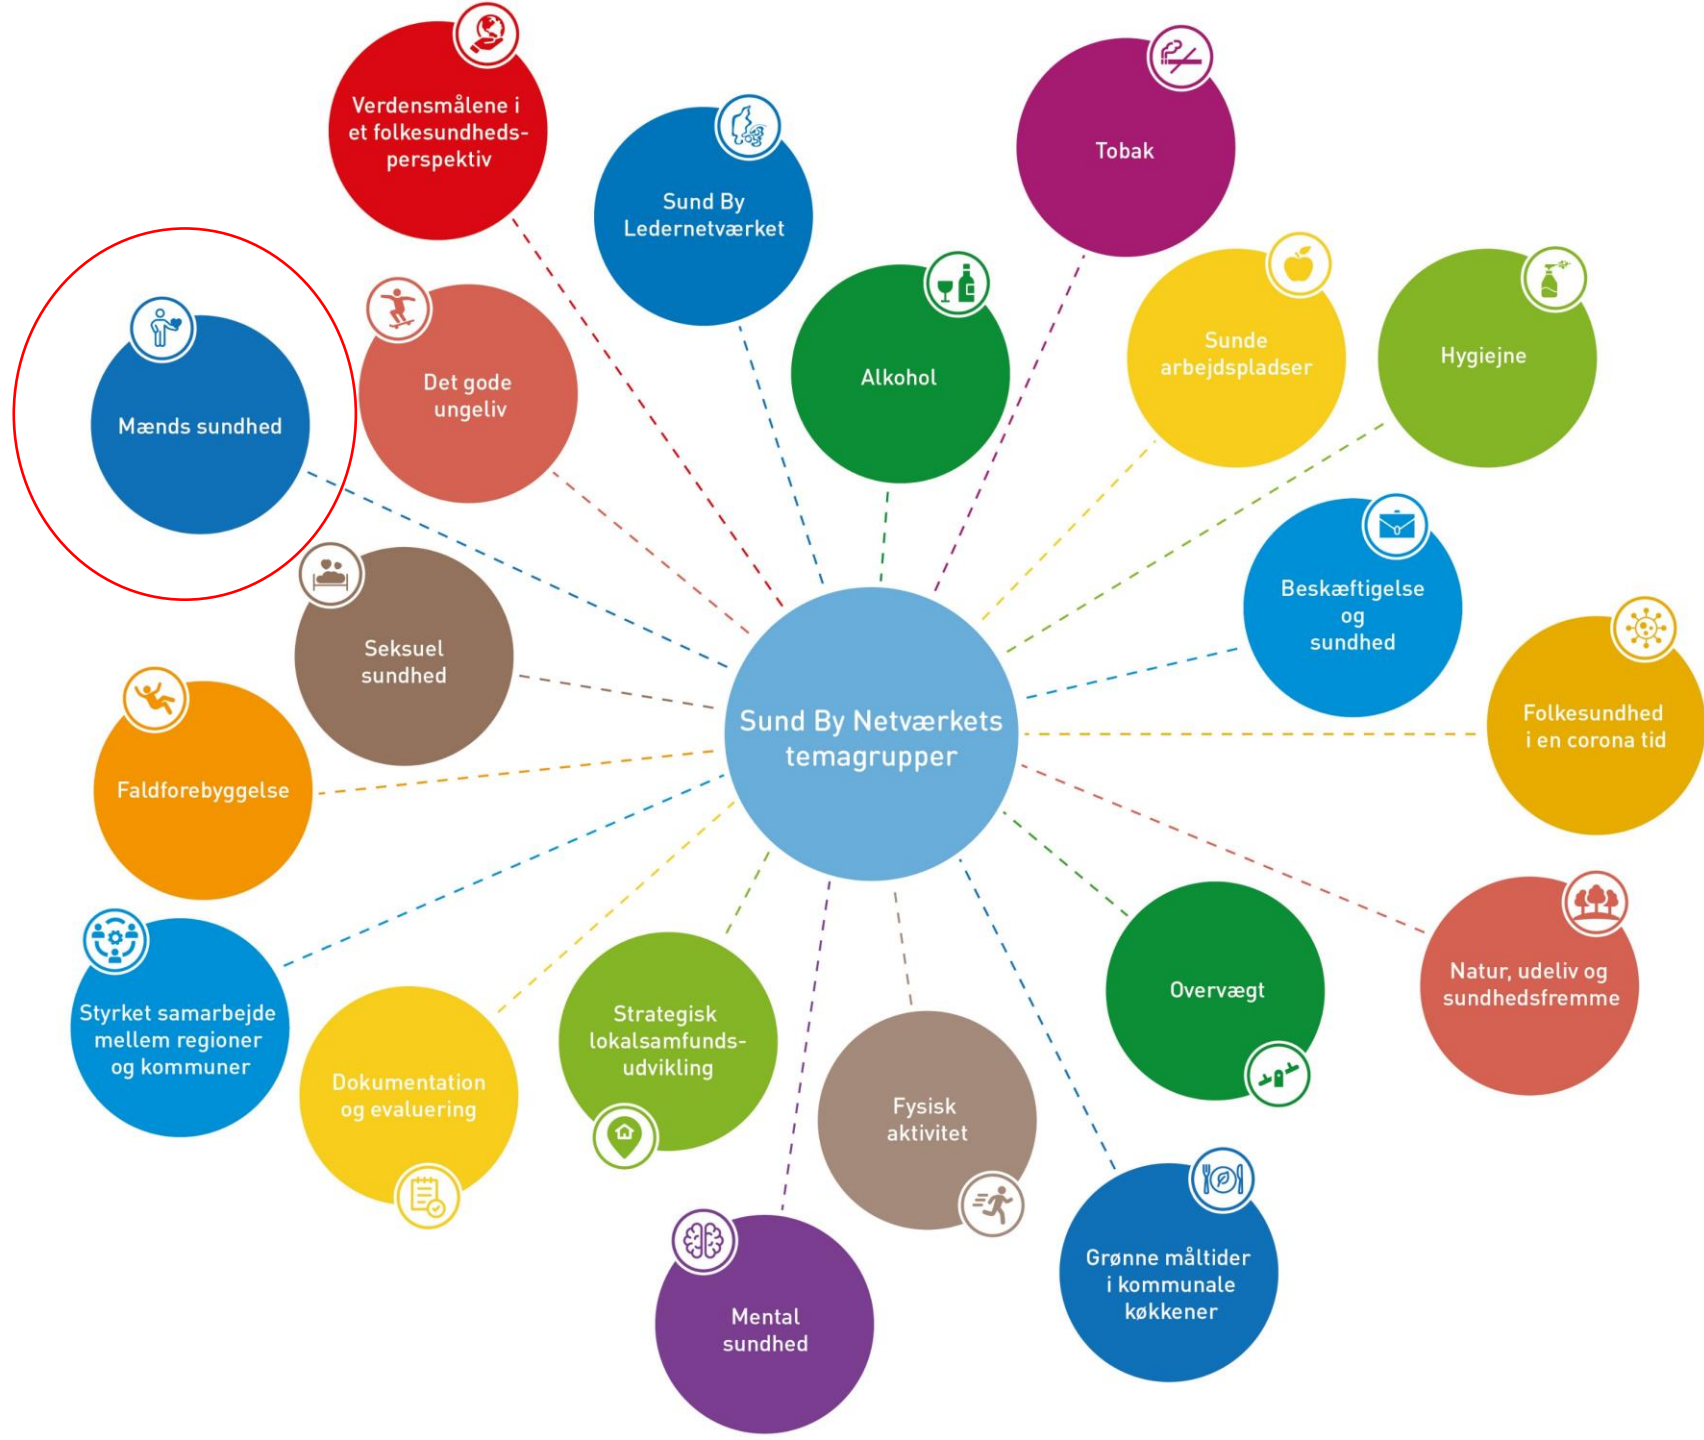 Verdensmålene i
et folkesundheds-
perspektiv
Sund By
Ledernetværket
Tobak
Mænds sundhed
Det gode
ungeliv
Alkohol
Sunde
arbejdspladser
Hygiejne
Seksuel
sundhed
Beskæftigelse
og
sundhed
Faldforebyggelse
Sund By Netværkets
temagrupper
Folkesundhed
i en corona tid
Styrket samarbejde
mellem regioner
og kommuner
Dokumentation
og evaluering
Strategisk
lokalsamfunds-
udvikling
Fysisk
aktivitet
Overvægt
Natur, udeliv og
sundhedsfremme
Mental
sundhed
Grønne måltider
i kommunale
køkkener